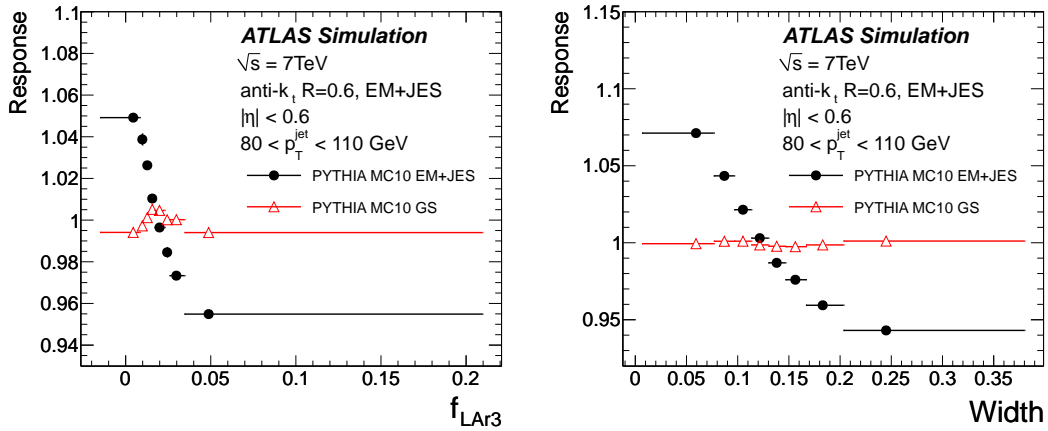 ATLAS Simulation
√s = 7TeV
anti-k_t R=0.6, EM+JES
|η| < 0.6
80 < p_T^jet < 110 GeV
PYTHIA MC10 EM+JES
PYTHIA MC10 GS
Response
1.1
1.08
1.06
1.04
1.02
1
0.98
0.96
0.94
0 0.05 0.1 0.15 0.2
f_LAr3
ATLAS Simulation
√s = 7TeV
anti-k_t R=0.6, EM+JES
|η| < 0.6
80 < p_T^jet < 110 GeV
PYTHIA MC10 EM+JES
PYTHIA MC10 GS
Response
1.15
1.1
1.05
1
0.95
0 0.05 0.1 0.15 0.2 0.25 0.3 0.35
Width